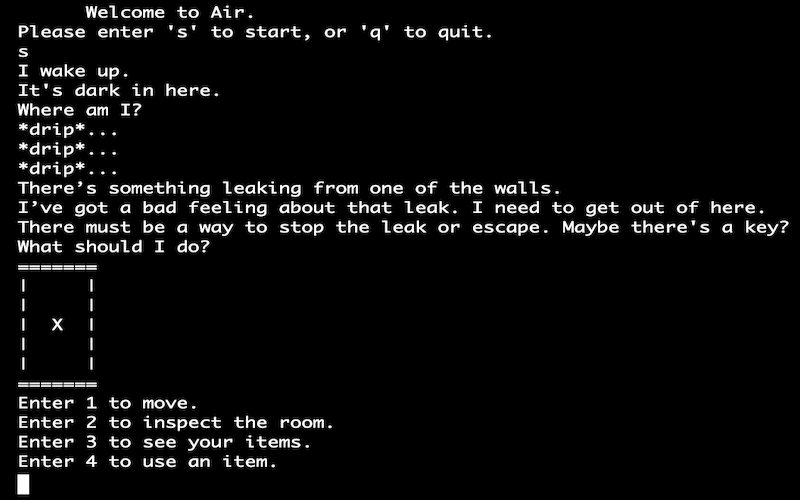 Welcome to Air.
Please enter 's' to start, or 'q' to quit.
s
I wake up.
It's dark in here.
Where am I?
*drip*...
*drip*...
*drip*...
There’s something leaking from one of the walls.
I’ve got a bad feeling about that leak. I need to get out of here.
There must be a way to stop the leak or escape. Maybe there's a key?
What should I do?
=======
|     |
|     |
|  X  |
|     |
|     |
=======
Enter 1 to move.
Enter 2 to inspect the room.
Enter 3 to see your items.
Enter 4 to use an item.